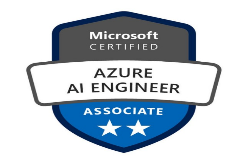 Microsoft
CERTIFIED
AZURE
AI ENGINEER
ASSOCIATE